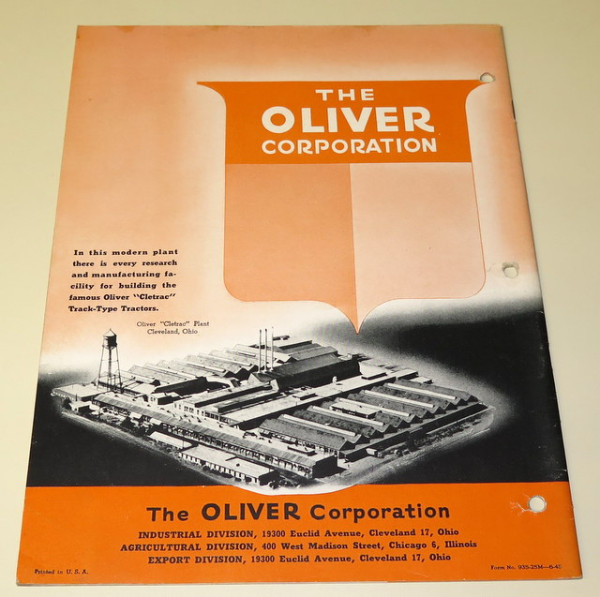 THE
OLIVER
CORPORATION
In this modern plant
there is every research
and manufacturing fa-
cility for building the
famous Oliver "Cletrac"
Track-Type Tractors.
Oliver "Cletrac" Plant
Cleveland, Ohio
The OLIVER Corporation
INDUSTRIAL DIVISION, 19300 Euclid Avenue, Cleveland 17, Ohio
AGRICULTURAL DIVISION, 400 West Madison Street, Chicago 6, Illinois
EXPORT DIVISION, 19300 Euclid Avenue, Cleveland 17, Ohio
Printed in U. S. A.
Form No.